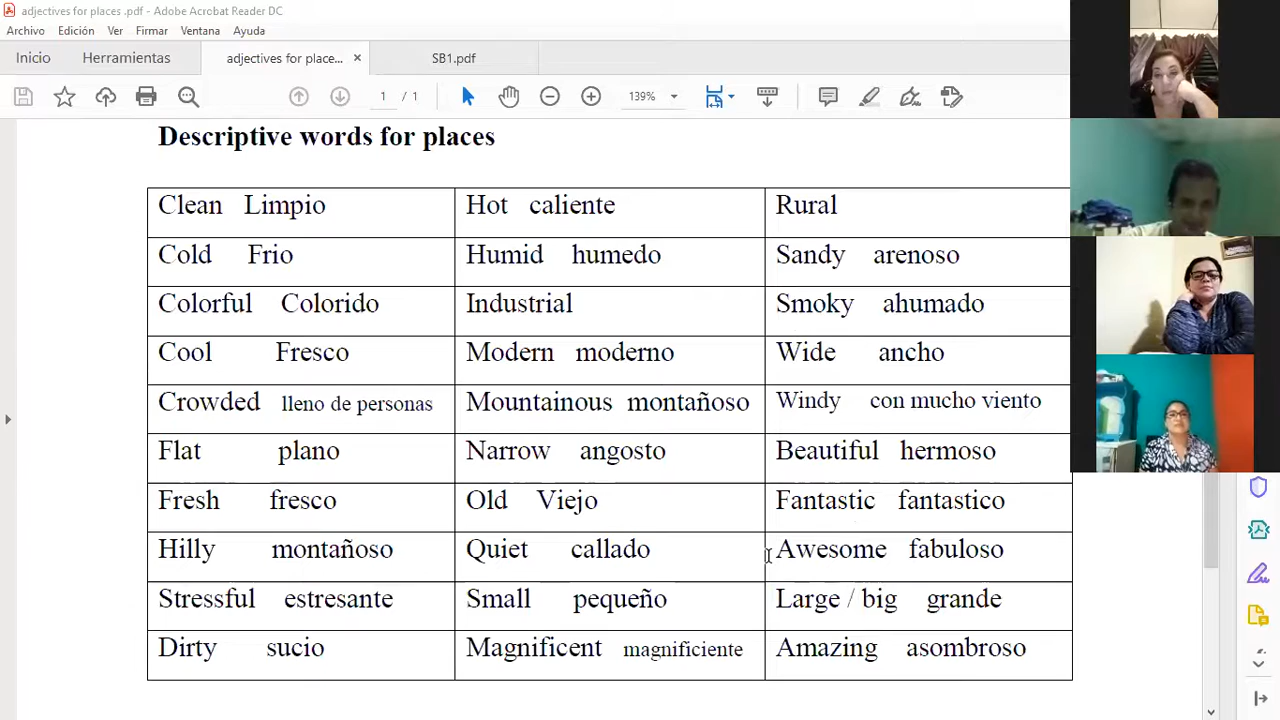 adjectives for places .pdf - Adobe Acrobat Reader DC
Archivo Edición Ver Firmar Ventana Ayuda
Inicio Herramientas adjectives for place... × SB1.pdf
1 / 1 139%
Descriptive words for places
Clean Limpio Hot caliente Rural
Cold Frio Humid humedo Sandy arenoso
Colorful Colorido Industrial Smoky ahumado
Cool Fresco Modern moderno Wide ancho
Crowded lleno de personas Mountainous montañoso Windy con mucho viento
Flat plano Narrow angosto Beautiful hermoso
Fresh fresco Old Viejo Fantastic fantastico
Hilly montañoso Quiet callado Awesome fabuloso
Stressful estresante Small pequeño Large / big grande
Dirty sucio Magnificent magnificiente Amazing asombroso